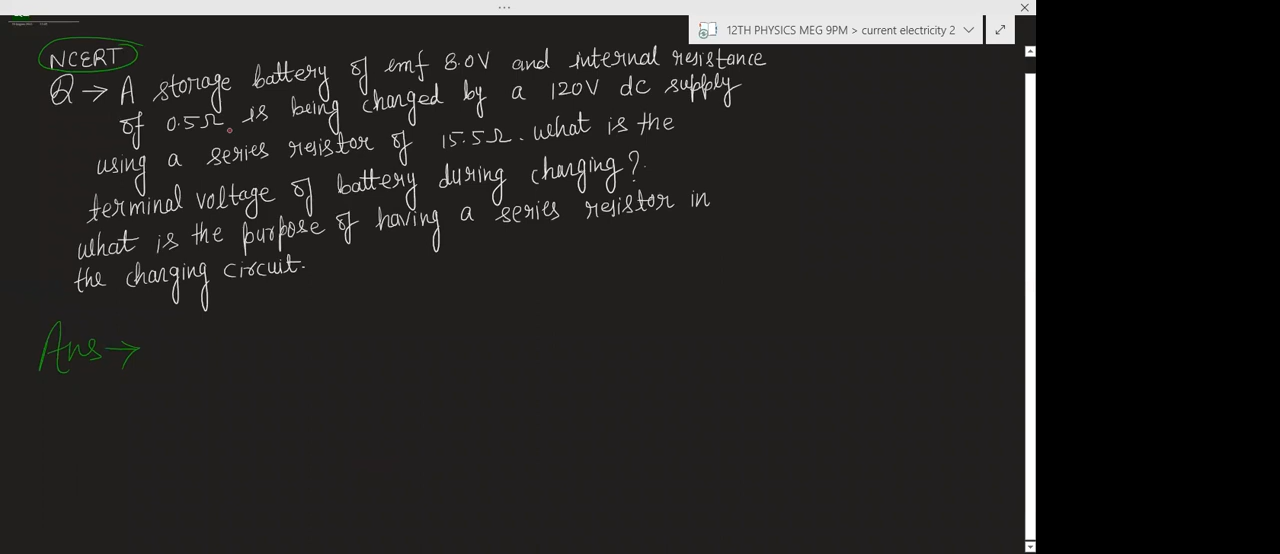 12TH PHYSICS MEG 9PM > current electricity 2
NCERT
Q → A storage battery of emf 8.0V and internal resistance
of 0.5Ω. is being charged by a 120V dc supply
using a series resistor of 15.5Ω. what is the
terminal voltage of battery during charging?
what is the purpose of having a series resistor in
the charging circuit.
Ans →